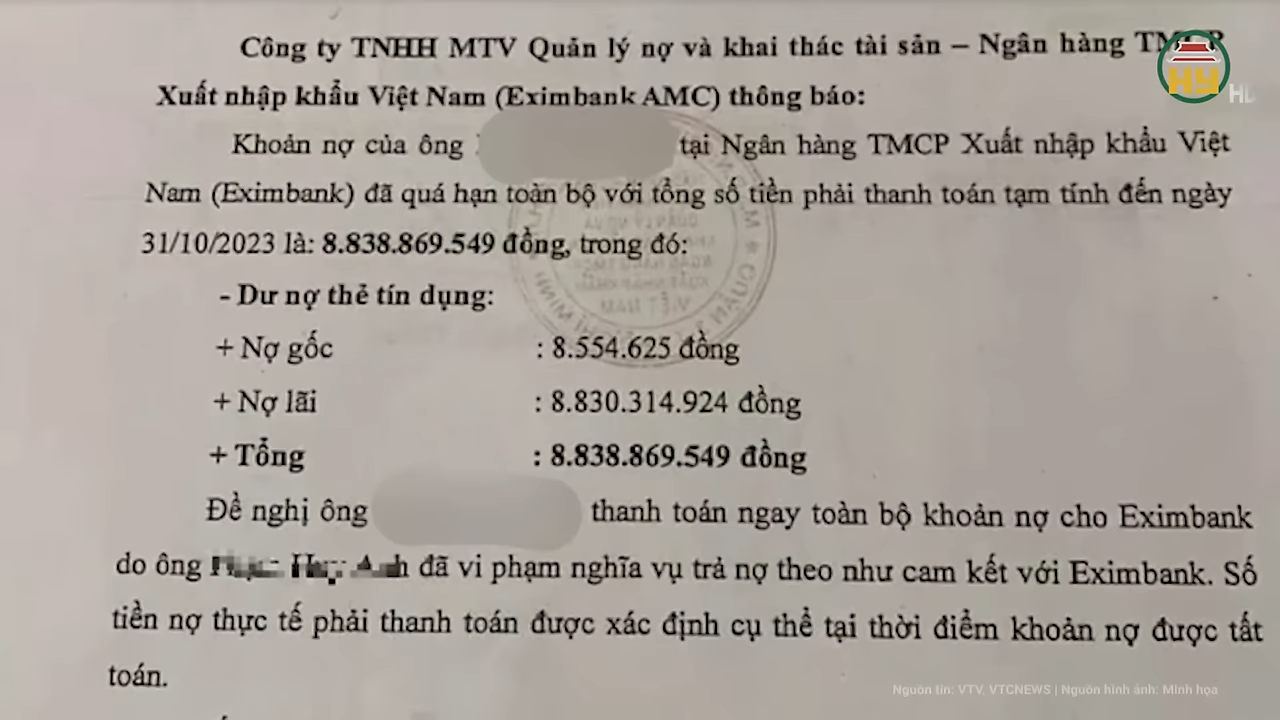 Công ty TNHH MTV Quản lý nợ và khai thác tài sản – Ngân hàng TMCP
Xuất nhập khẩu Việt Nam (Eximbank AMC) thông báo:
Khoản nợ của ông tại Ngân hàng TMCP Xuất nhập khẩu Việt
Nam (Eximbank) đã quá hạn toàn bộ với tổng số tiền phải thanh toán tạm tính đến ngày
31/10/2023 là: 8.838.869.549 đồng, trong đó:
- Dư nợ thẻ tín dụng:
+ Nợ gốc : 8.554.625 đồng
+ Nợ lãi : 8.830.314.924 đồng
+ Tổng : 8.838.869.549 đồng
Đề nghị ông thanh toán ngay toàn bộ khoản nợ cho Eximbank
do ông đã vi phạm nghĩa vụ trả nợ theo như cam kết với Eximbank. Số
tiền nợ thực tế phải thanh toán được xác định cụ thể tại thời điểm khoản nợ được tất
toán.
HY
HD
Nguồn tin: VTV, VTCNEWS | Nguồn hình ảnh: Minh họa